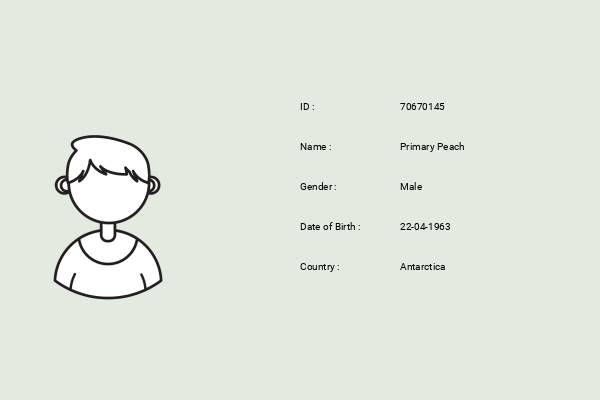 ID : 70670145
Name : Primary Peach
Gender : Male
Date of Birth : 22-04-1963
Country : Antarctica